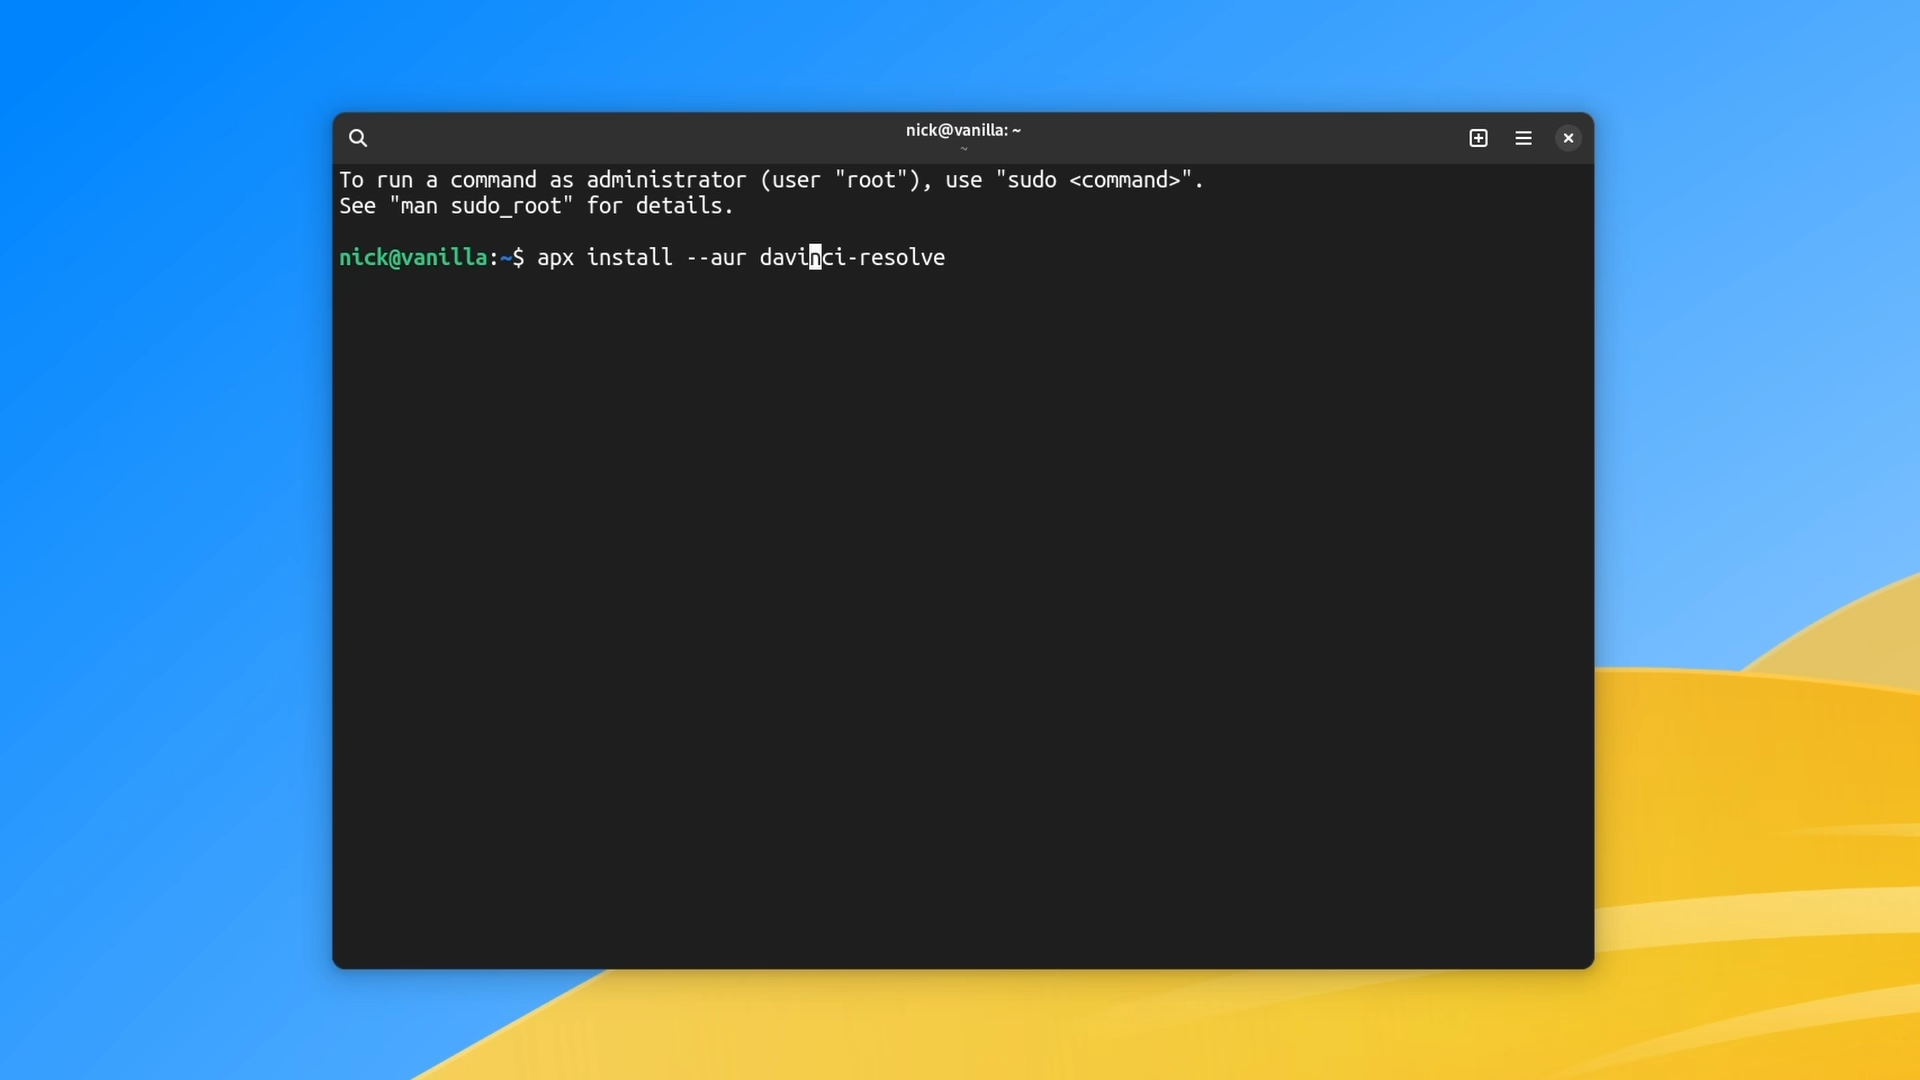 nick@vanilla: ~
~
To run a command as administrator (user "root"), use "sudo <command>".
See "man sudo_root" for details.
nick@vanilla:~$ apx install --aur davinci-resolve